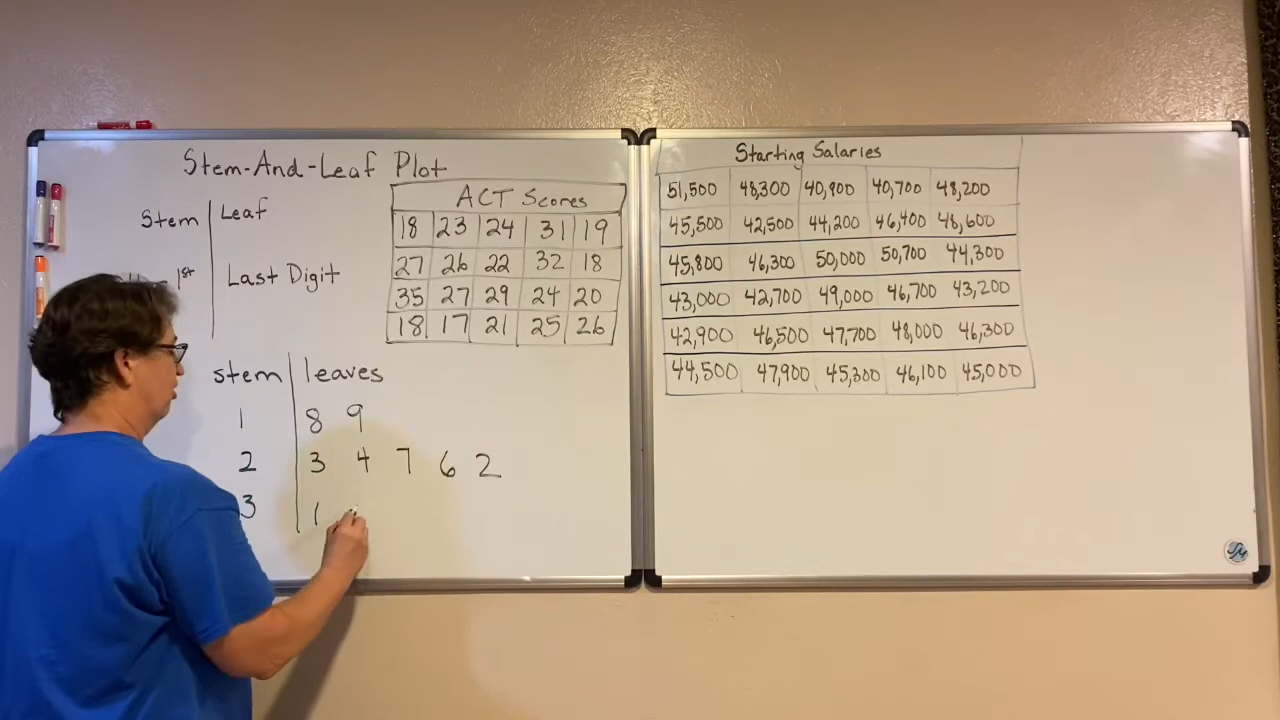 Stem-And-Leaf Plot
Stem Leaf
1st Last Digit
ACT Scores
18 23 24 31 19
27 26 22 32 18
35 27 29 24 20
18 17 21 25 26
stem leaves
1 8 9
2 3 4 7 6 2
3 1
Starting Salaries
51,500 48,300 40,900 40,700 48,200
45,500 42,500 44,200 46,400 48,600
45,800 46,300 50,000 50,700 44,300
43,000 42,700 49,000 46,700 43,200
42,900 46,500 47,700 48,000 46,300
44,500 47,900 45,300 46,100 45,000